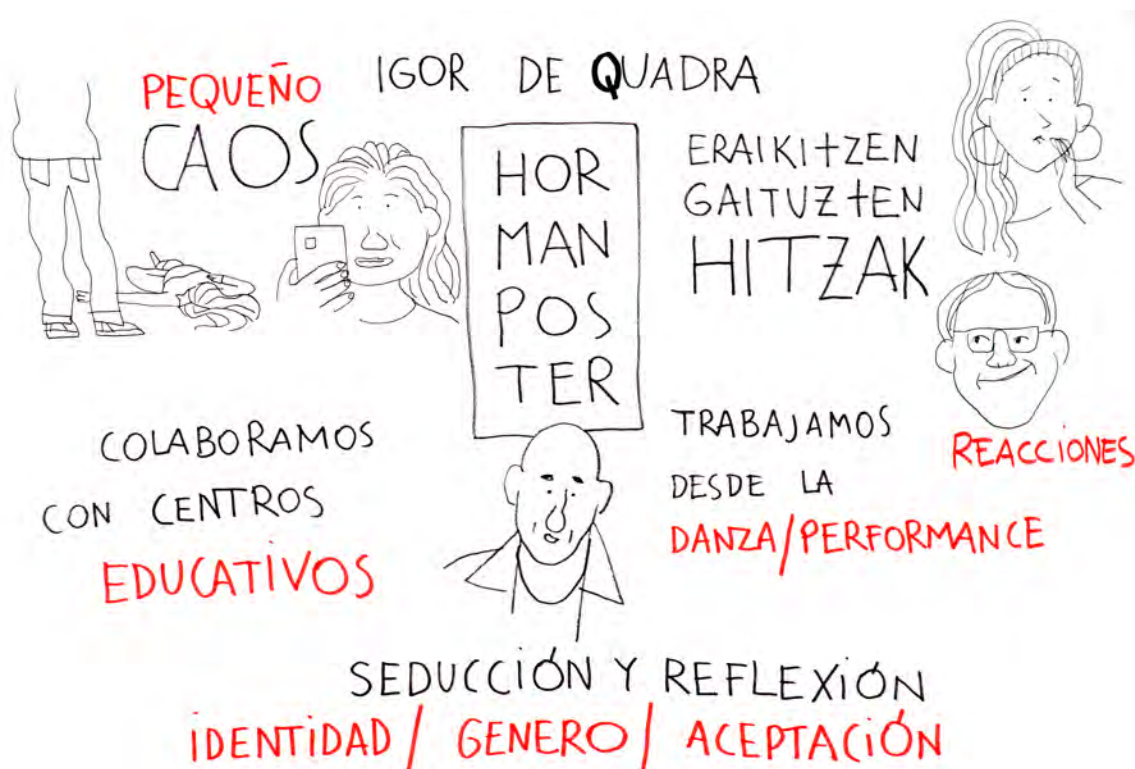 IGOR DE QUADRA
PEQUEÑO
CAOS
HOR
MAN
POS
TER
ERAIKITZEN
GAITUZTEN
HITZAK
REACCIONES
COLABORAMOS
CON CENTROS
EDUCATIVOS
TRABAJAMOS
DESDE LA
DANZA/PERFORMANCE
SEDUCCIÓN Y REFLEXIÓN
IDENTIDAD/ GENERO/ ACEPTACIÓN